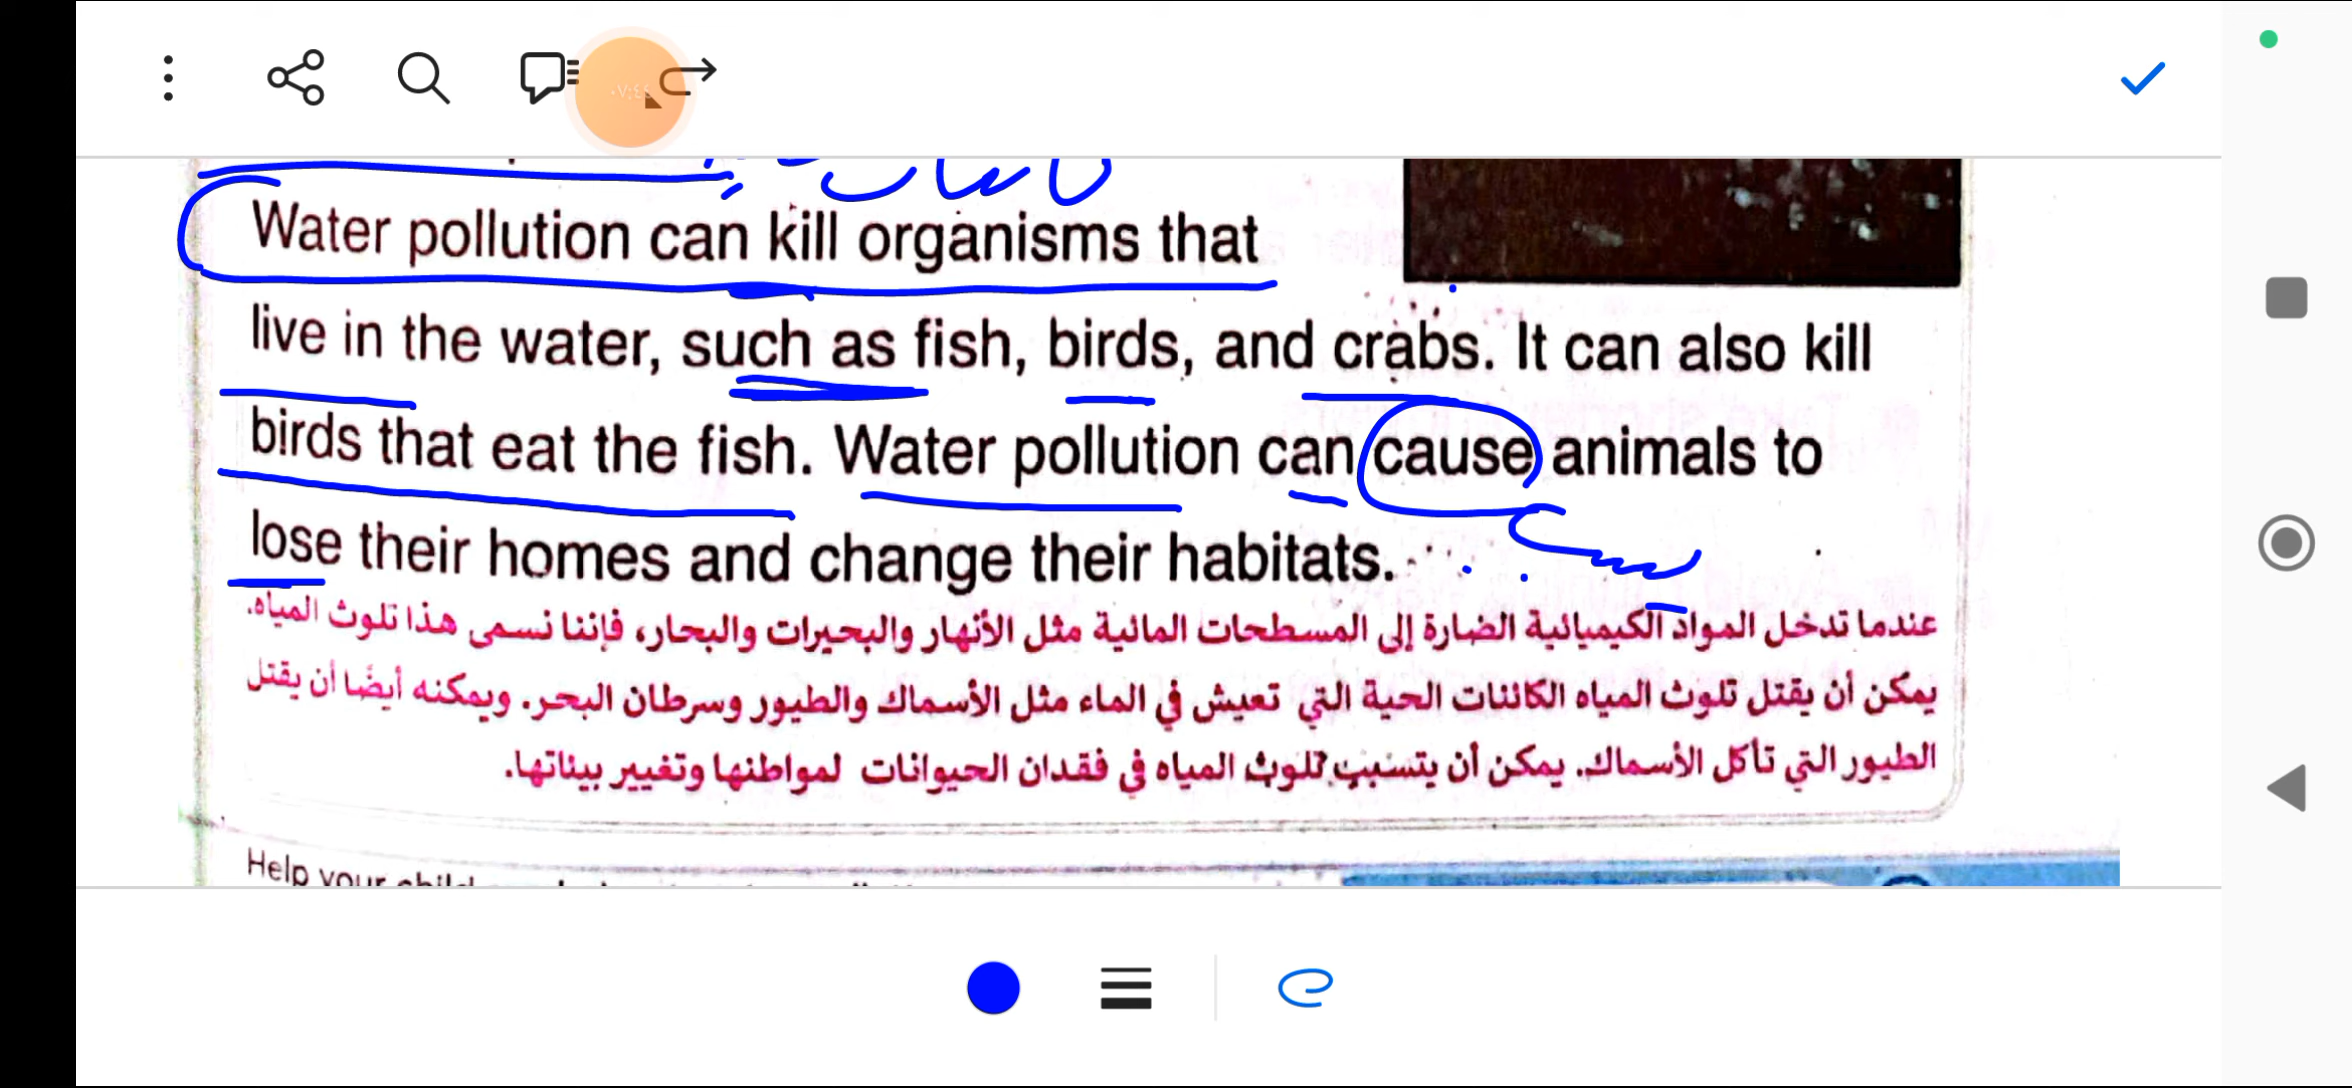 Water pollution can kill organisms that
live in the water, such as fish, birds, and crabs. It can also kill
birds that eat the fish. Water pollution can cause animals to
lose their homes and change their habitats.
عندما تدخل المواد الكيميائية الضارة إلى المسطحات المائية مثل الأنهار والبحيرات والبحار، فإننا نسمى هذا تلوث المياه.
يمكن أن يقتل تلوث المياه الكائنات الحية التي تعيش في الماء مثل الأسماك والطيور وسرطان البحر. ويمكنه أيضًا أن يقتل
الطيور التي تأكل الأسماك. يمكن أن يتسبب تلوث المياه في فقدان الحيوانات لمواطنها وتغيير بيئاتها.
Help your child